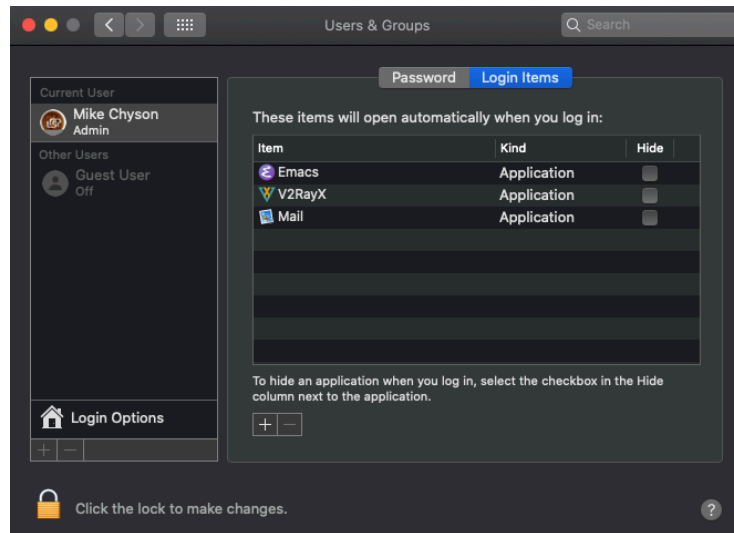 Users & Groups
Search
Current User
Mike Chyson
Admin
Other Users
Guest User
Off
Login Options
Password
Login Items
These items will open automatically when you log in:
Item Kind Hide
Emacs Application
V2RayX Application
Mail Application
To hide an application when you log in, select the checkbox in the Hide
column next to the application.
+ −
+ −
Click the lock to make changes.
?